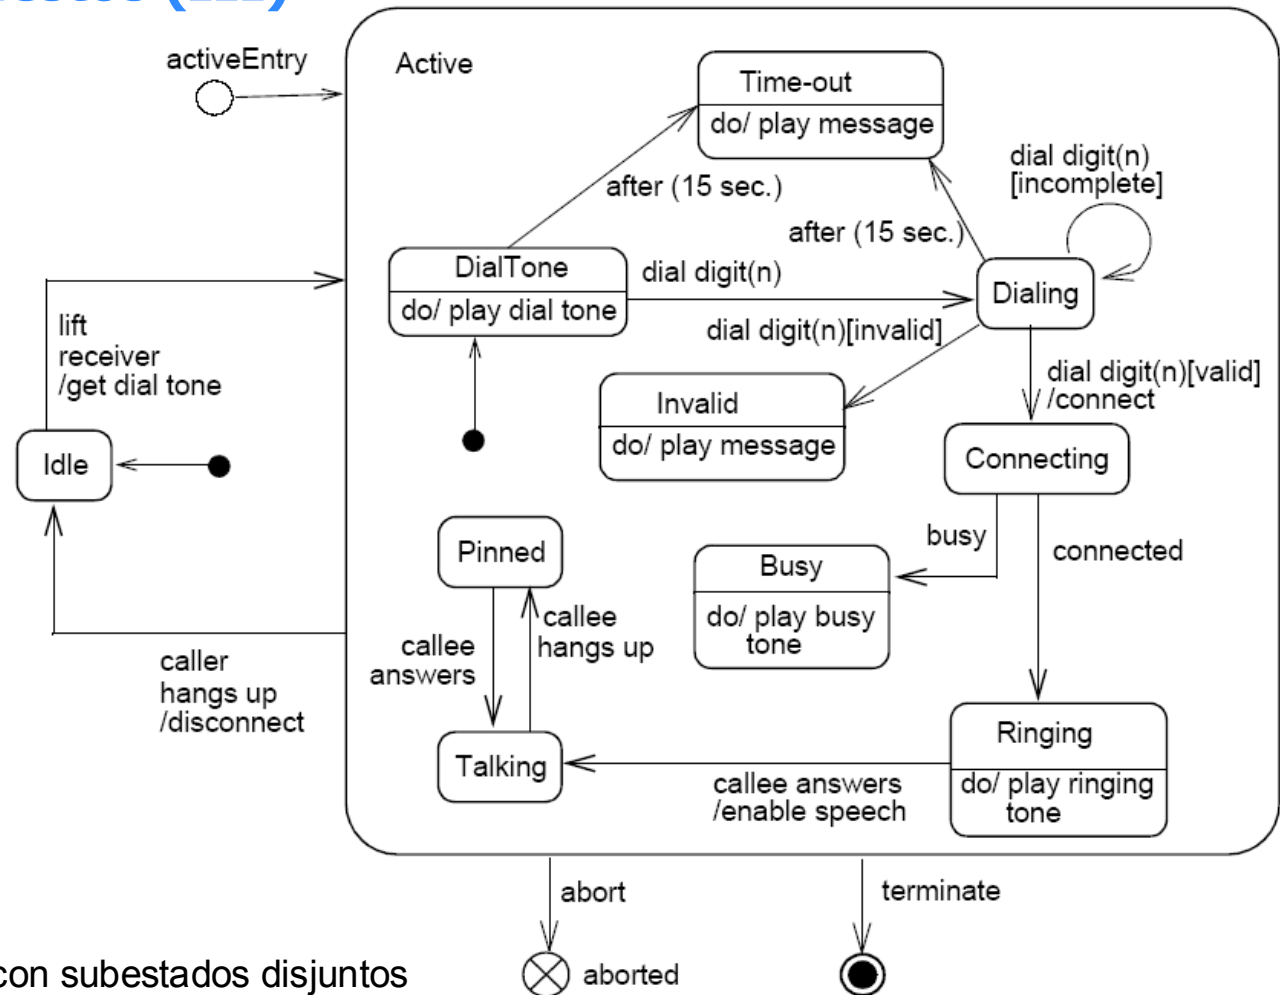 (III)
activeEntry
Active
Time-out
do/ play message
dial digit(n)
[incomplete]
after (15 sec.)
after (15 sec.)
DialTone
do/ play dial tone
dial digit(n)
Dialing
lift
receiver
/get dial tone
dial digit(n)[invalid]
dial digit(n)[valid]
/connect
Invalid
do/ play message
Idle
Connecting
Pinned
busy
connected
Busy
do/ play busy
tone
callee
hangs up
callee
answers
caller
hangs up
/disconnect
Ringing
do/ play ringing
tone
Talking
callee answers
/enable speech
abort
terminate
con subestados disjuntos
aborted